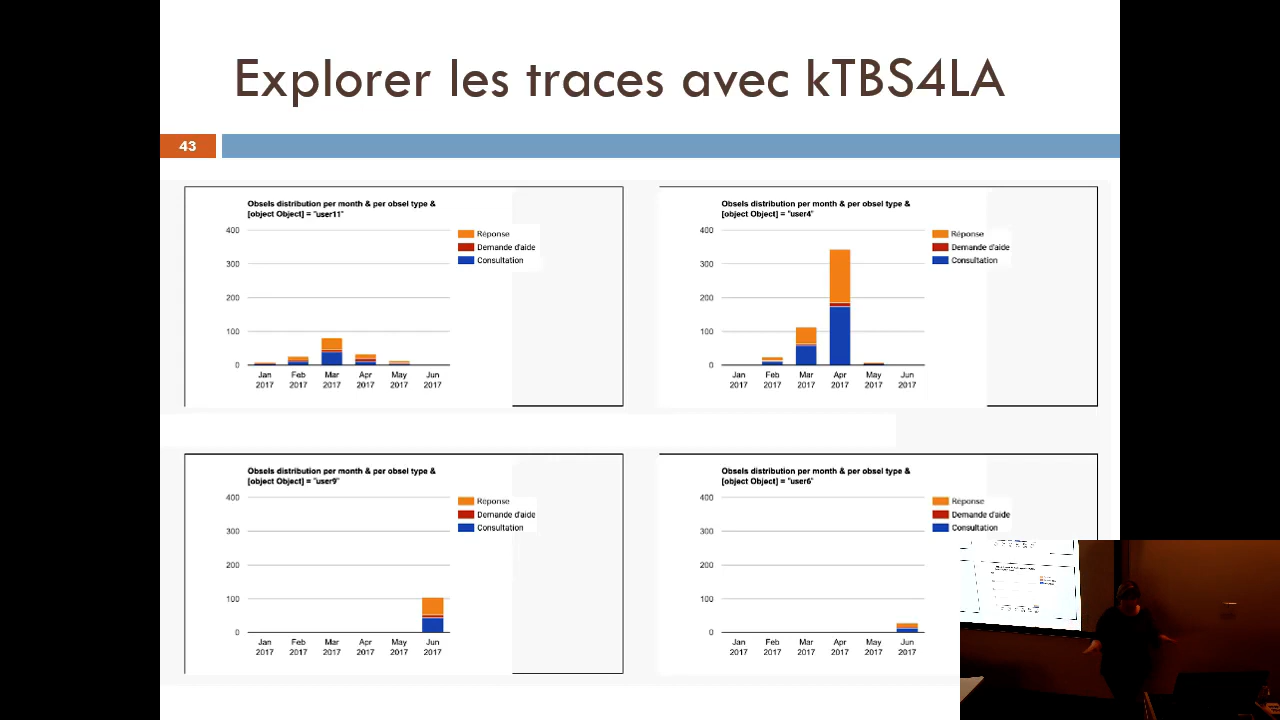 Explorer les traces avec kTBS4LA
43
Obsels distribution per month & per obsel type &
[object Object] = "user11"
Réponse
Demande d'aide
Consultation
400
300
200
100
0
Jan Feb Mar Apr May Jun
2017 2017 2017 2017 2017 2017
Obsels distribution per month & per obsel type &
[object Object] = "user4"
Réponse
Demande d'aide
Consultation
400
300
200
100
0
Jan Feb Mar Apr May Jun
2017 2017 2017 2017 2017 2017
Obsels distribution per month & per obsel type &
[object Object] = "user9"
Réponse
Demande d'aide
Consultation
400
300
200
100
0
Jan Feb Mar Apr May Jun
2017 2017 2017 2017 2017 2017
Obsels distribution per month & per obsel type &
[object Object] = "user6"
Réponse
Demande d'aide
Consultation
400
300
200
100
0
Jan Feb Mar Apr May Jun
2017 2017 2017 2017 2017 2017